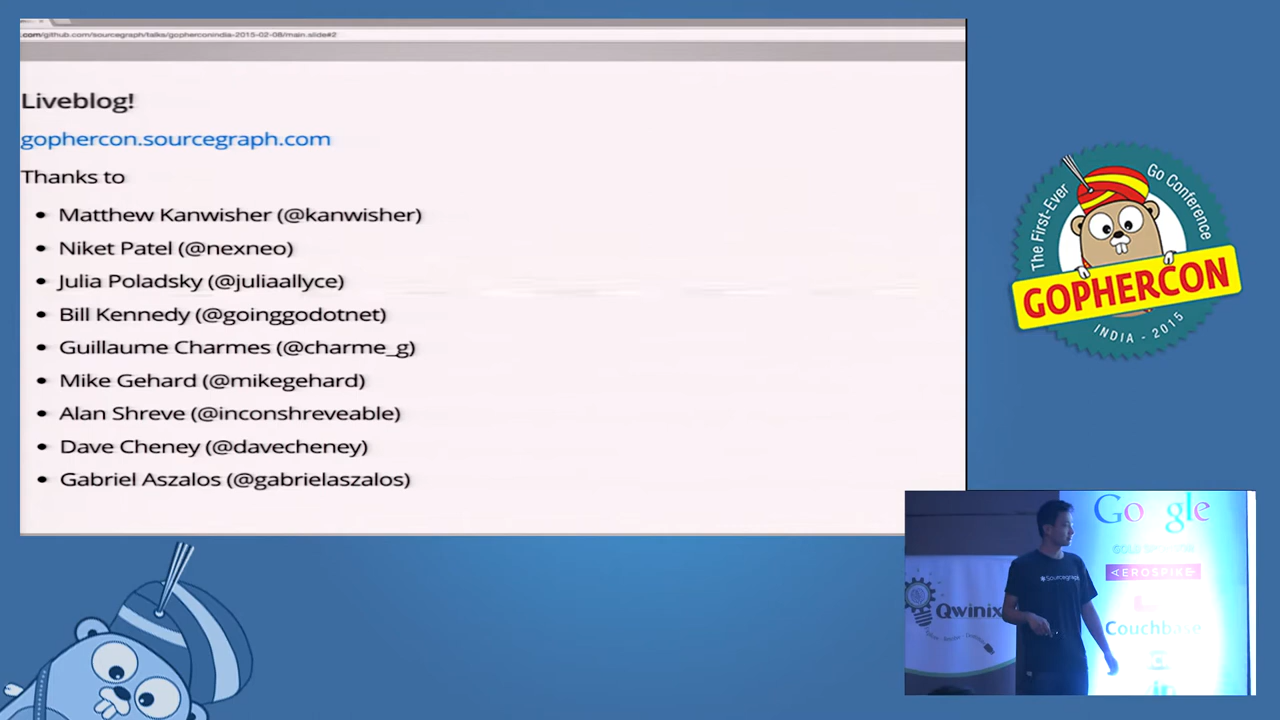 .com/github.com/sourcegraph/talks/gopherconindia-2015-02-08/main.slide#2
Liveblog!
gophercon.sourcegraph.com
Thanks to
• Matthew Kanwisher (@kanwisher)
• Niket Patel (@nexneo)
• Julia Poladsky (@juliaallyce)
• Bill Kennedy (@goinggodotnet)
• Guillaume Charmes (@charme_g)
• Mike Gehard (@mikegehard)
• Alan Shreve (@inconshreveable)
• Dave Cheney (@davecheney)
• Gabriel Aszalos (@gabrielaszalos)
The First-Ever
Go Conference
GOPHERCON
INDIA - 2015
Google
AEROSPIKE
Sourcegraph
Qwinix
Couchbase